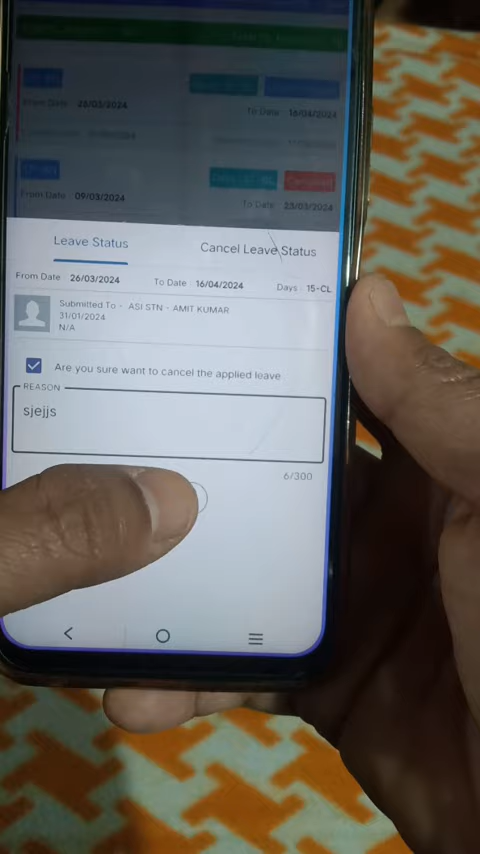 From Date : 26/03/2024
To Date : 16/04/2024
From Date : 09/03/2024
To Date : 23/03/2024
Leave Status
Cancel Leave Status
From Date : 26/03/2024 To Date : 16/04/2024 Days : 15-CL
Submitted To - ASI STN - AMIT KUMAR
31/01/2024
N/A
Are you sure want to cancel the applied leave
REASON
sjejjs
6/300